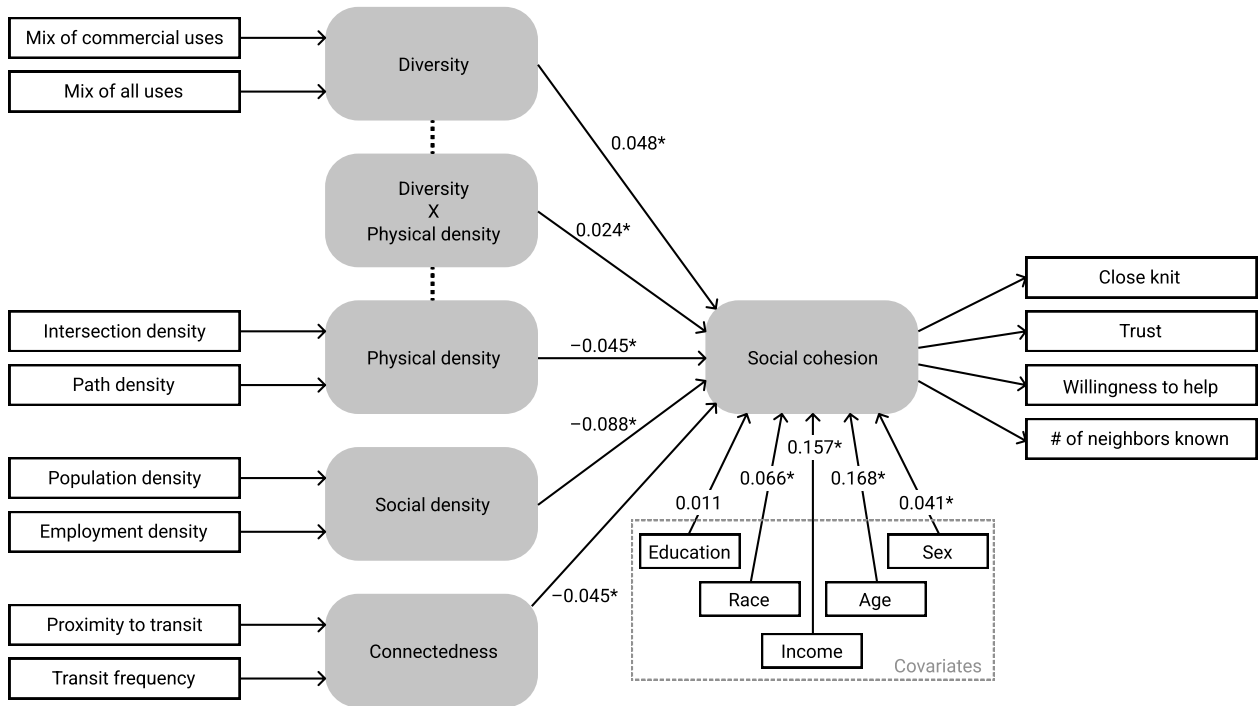 Mix of commercial uses
Mix of all uses
Diversity
0.048*
Diversity
X
Physical density
0.024*
Intersection density
Path density
Physical density
−0.045*
Population density
Employment density
Social density
−0.088*
Proximity to transit
Transit frequency
Connectedness
−0.045*
Social cohesion
Close knit
Trust
Willingness to help
# of neighbors known
0.011
0.066*
0.157*
0.168*
0.041*
Education
Race
Income
Age
Sex
Covariates